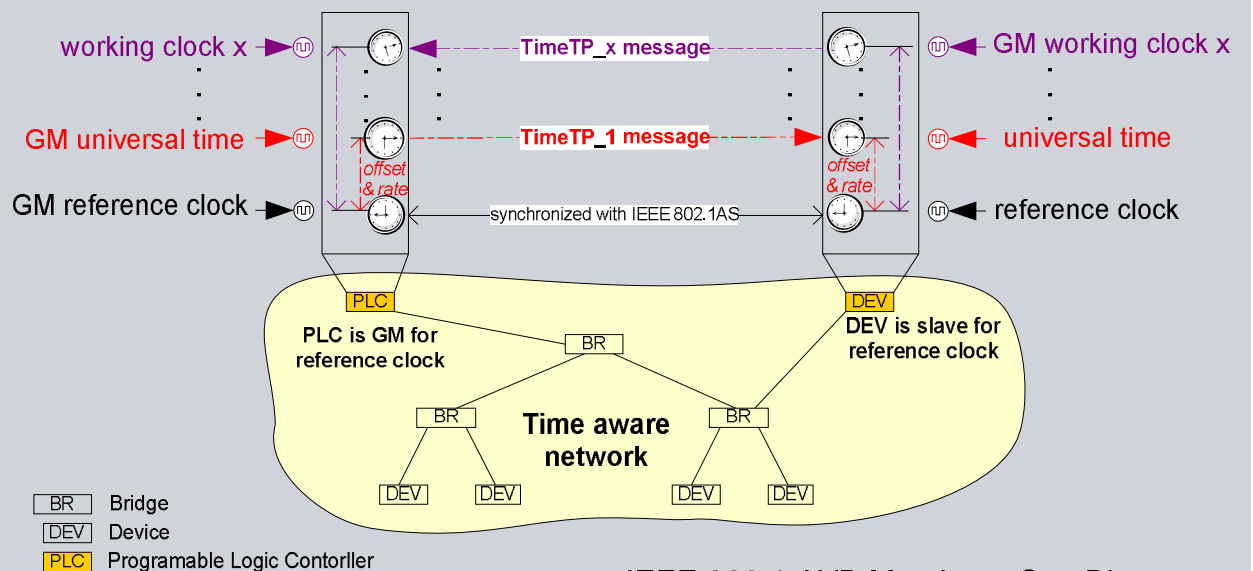 working clock x
TimeTP_x message
GM working clock x
GM universal time
TimeTP_1 message
universal time
offset
& rate
offset
& rate
GM reference clock
synchronized with IEEE 802.1AS
reference clock
PLC
DEV
PLC is GM for
reference clock
BR
DEV is slave for
reference clock
BR
BR
Time aware
network
DEV
DEV
DEV
DEV
BR Bridge
DEV Device
PLC Programable Logic Contorller